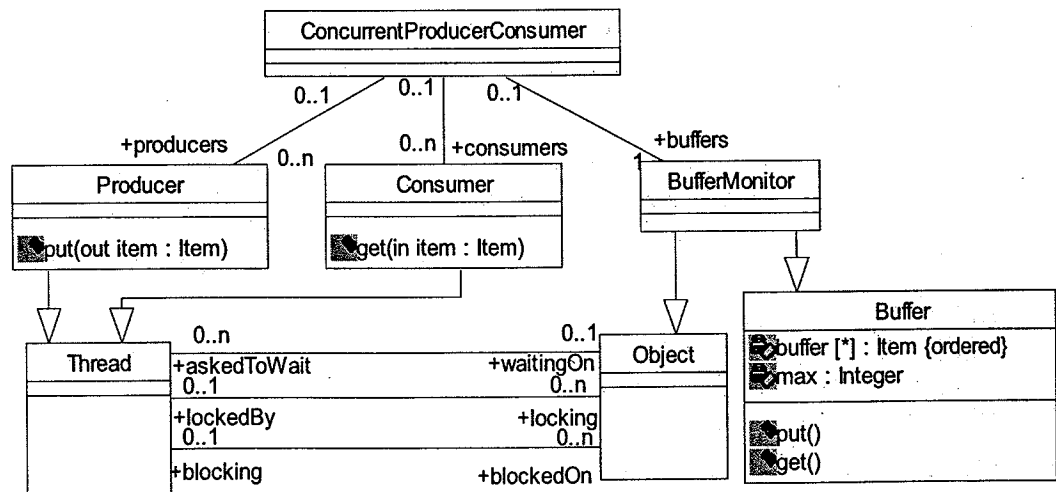 ConcurrentProducerConsumer
0..1
0..1
0..1
+producers
0..n
0..n
+consumers
+buffers
1
Producer
put(out item : Item)
Consumer
get(in item : Item)
BufferMonitor
Thread
Object
Buffer
buffer [*] : Item {ordered}
max : Integer
put()
get()
0..n
0..1
+askedToWait
+waitingOn
0..1
0..n
+lockedBy
+locking
0..1
0..n
+blocking
+blockedOn